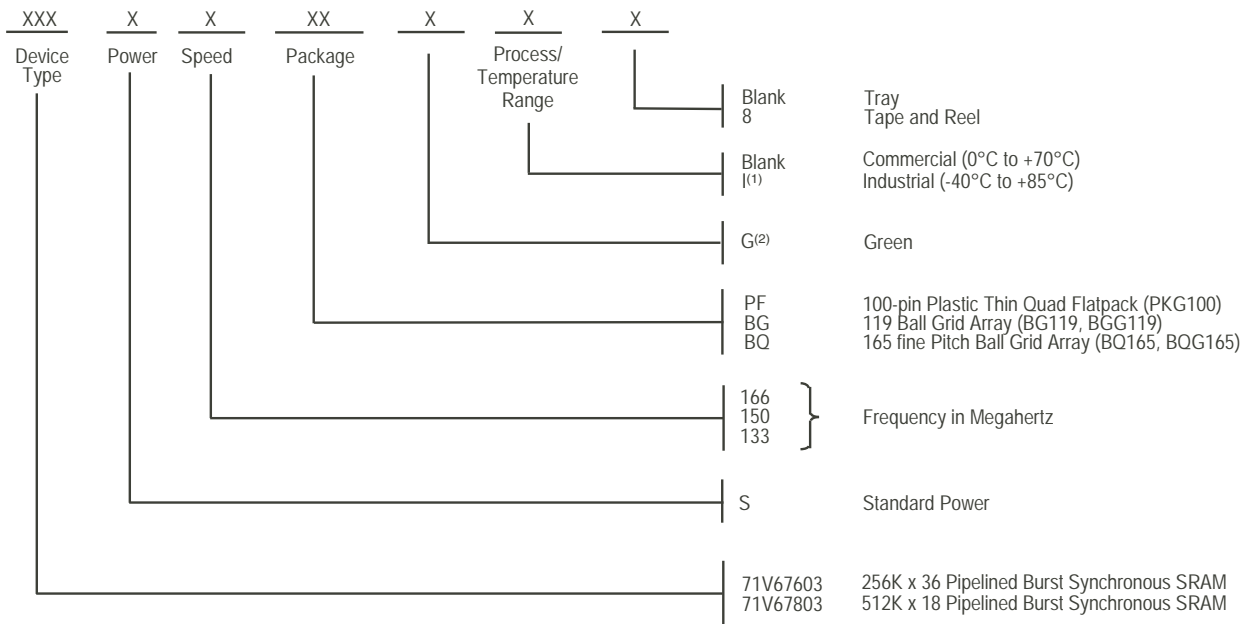 XXX X X XX X X X
Device Type Power Speed Package Process/ Temperature Range
Blank Tray
8 Tape and Reel
Blank Commercial (0°C to +70°C)
I(1) Industrial (-40°C to +85°C)
G(2) Green
PF 100-pin Plastic Thin Quad Flatpack (PKG100)
BG 119 Ball Grid Array (BG119, BGG119)
BQ 165 fine Pitch Ball Grid Array (BQ165, BQG165)
166
150
133
Frequency in Megahertz
S Standard Power
71V67603 256K x 36 Pipelined Burst Synchronous SRAM
71V67803 512K x 18 Pipelined Burst Synchronous SRAM